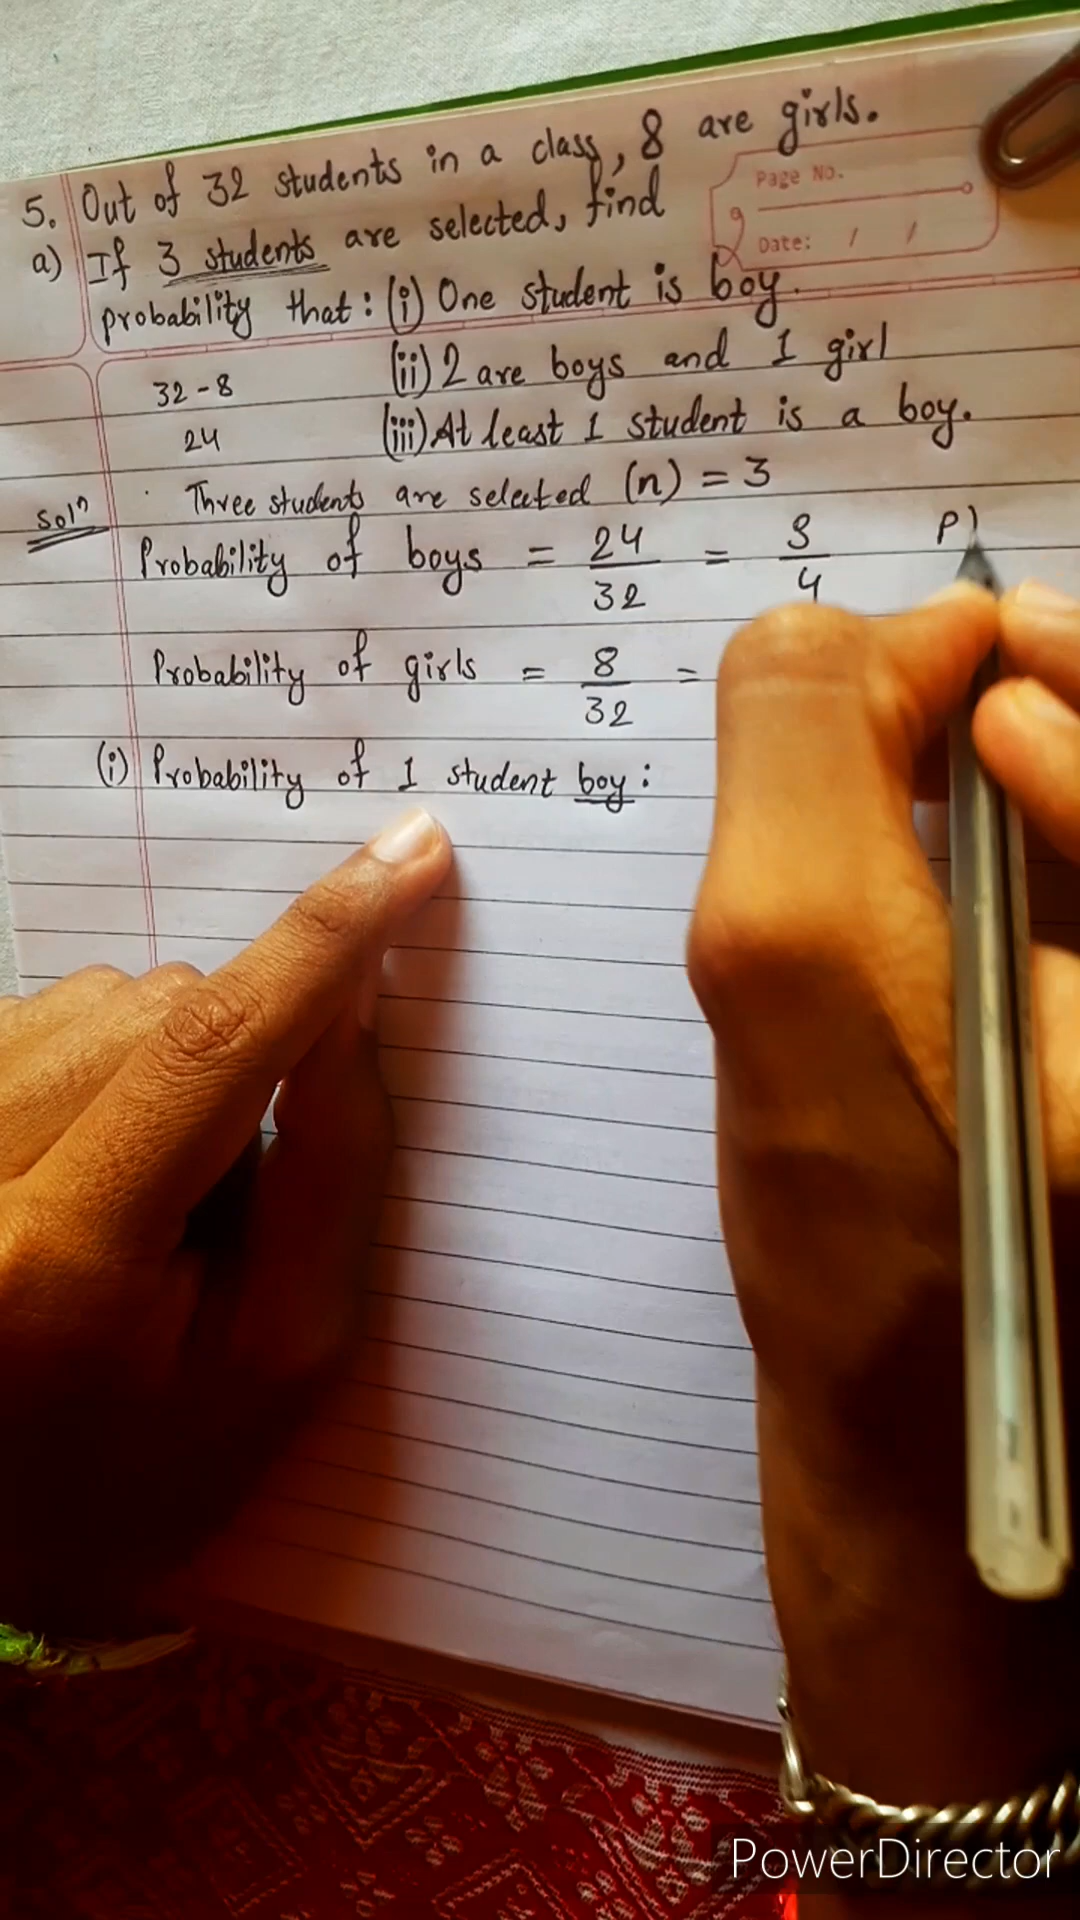 5. Out of 32 students in a class, 8 are girls.
Page No.
a) If 3 students are selected, find
Date: / /
probability that: (i) One student is boy.
32-8 (ii) 2 are boys and 1 girl
24 (iii) At least 1 student is a boy.
Solⁿ Three students are selected (n) = 3
Probability of boys = 24/32 = 3/4 P)
Probability of girls = 8/32 =
(i) Probability of 1 student boy:
PowerDirector